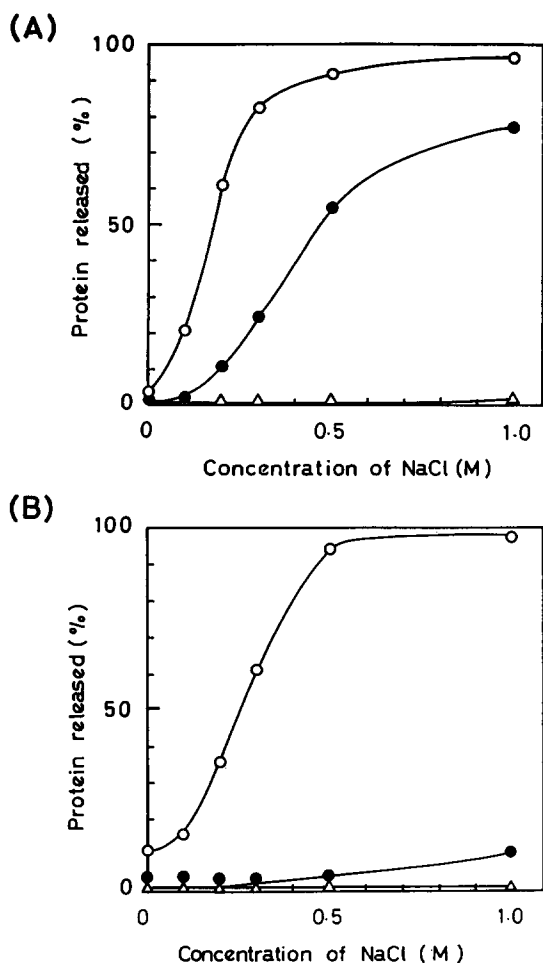 (A)
100
50
0
Protein released (%)
0
0·5
1.0
Concentration of NaCl (M)
(B)
100
50
0
Protein released (%)
0
0.5
1.0
Concentration of NaCl (M)